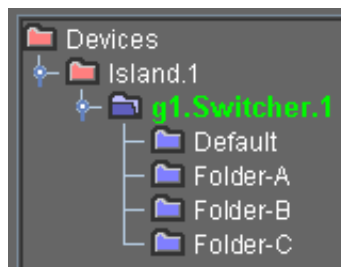 Devices
Island.1
g1.Switcher.1
Default
Folder-A
Folder-B
Folder-C